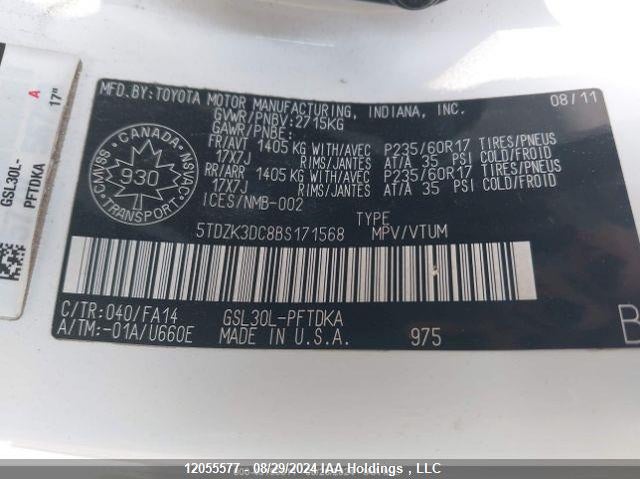 MFD.BY:TOYOTA MOTOR MANUFACTURING, INDIANA, INC. 08/11
GVWR/PNBV:2715KG
GAWR/PNBE:
FR/AVT 1405KG WITH/AVEC P235/60R17 TIRES/PNEUS
17X7J RIMS/JANTES AT/A 35 PSI COLD/FROID
RR/ARR 1405KG WITH/AVEC P235/60R17 TIRES/PNEUS
17X7J RIMS/JANTES AT/A 35 PSI COLD/FROID
ICES/NMB-002
CANADA
CMVSS
NSVAC
930
TRANSPORT
TYPE
5TDZK3DC8BS171568 MPV/VTUM
C/TR:040/FA14 GSL30L-PFTDKA
A/TM:-01A/U660E MADE IN U.S.A. 975
B
GSL30L-
PFTDKA
A
17"
12055577 - 08/29/2024 IAA Holdings , LLC